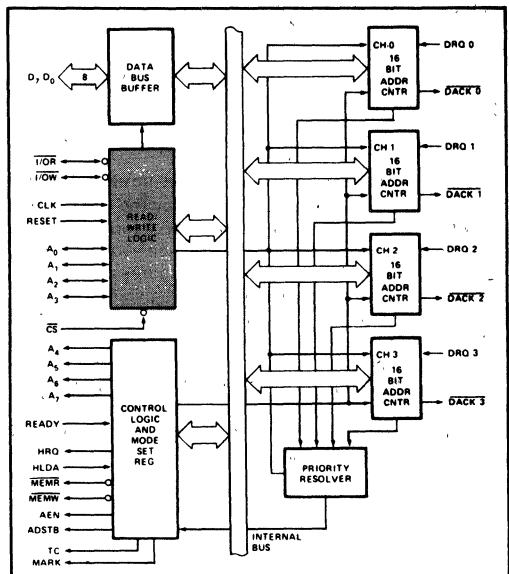 DATA
BUS
BUFFER
D7, D0
8
I/OR
I/OW
CLK
RESET
A0
A1
A2
A3
CS
READ-
WRITE
LOGIC
A4
A5
A6
A7
READY
HRQ
HLDA
MEMR
MEMW
AEN
ADSTB
TC
MARK
CONTROL
LOGIC
AND
MODE
SET
REG
INTERNAL
BUS
CH-0
16
BIT
ADDR
CNTR
DRQ 0
DACK 0
CH 1
16
BIT
ADDR
CNTR
DRQ 1
DACK 1
CH 2
16
BIT
ADDR
CNTR
DRQ 2
DACK 2
CH 3
16
BIT
ADDR
CNTR
DRQ 3
DACK 3
PRIORITY
RESOLVER